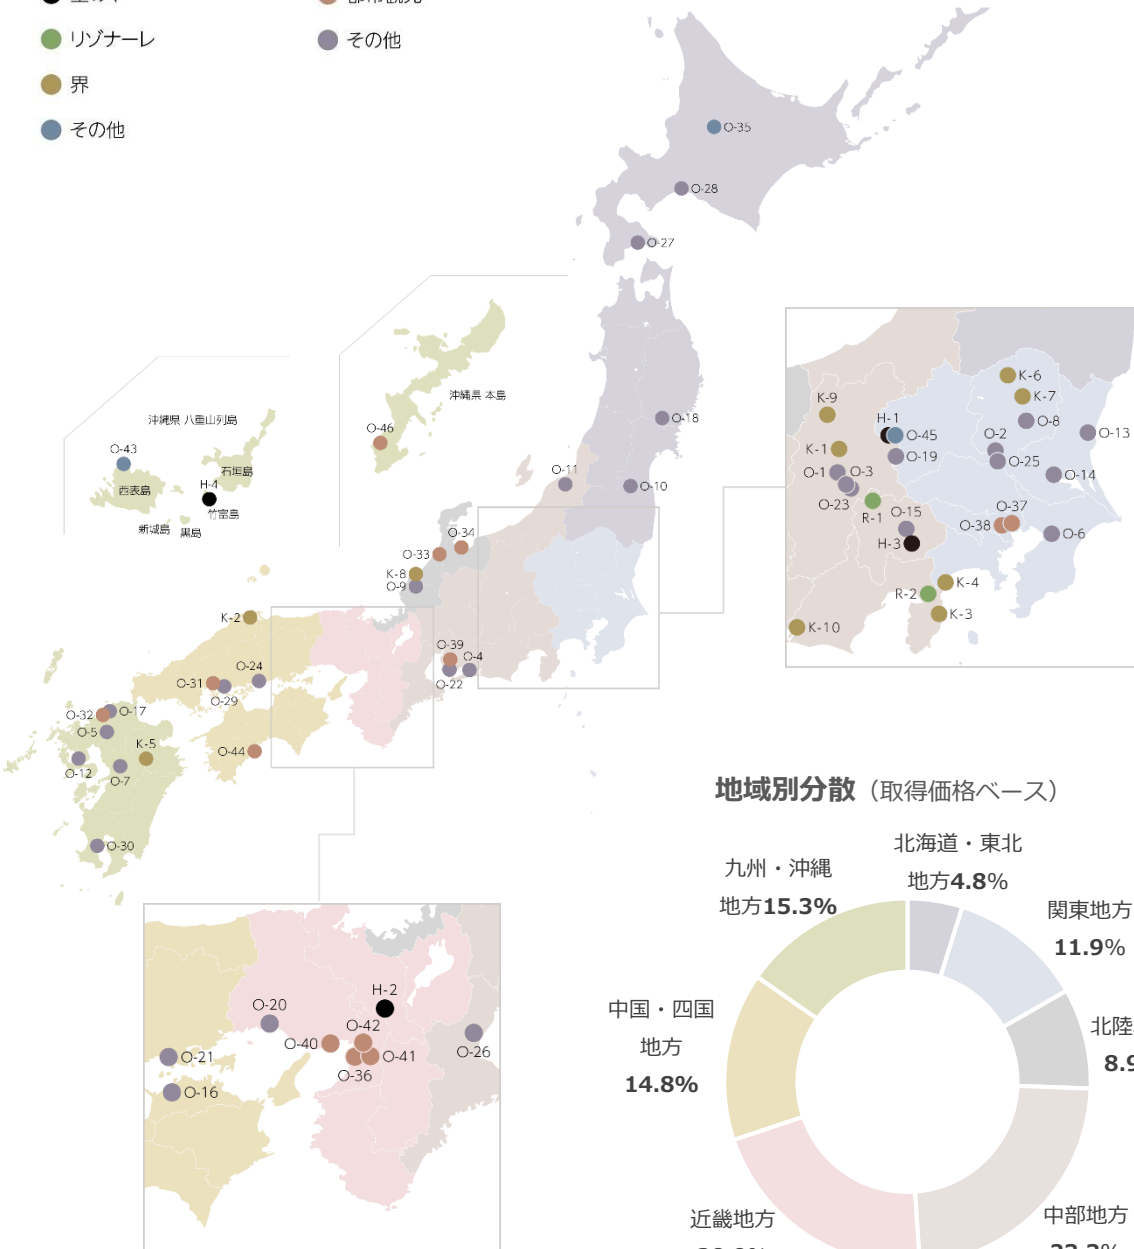 リゾナーレ
その他
界
その他
O-35
O-28
O-27
O-18
O-11
O-10
沖縄県 本島
O-46
沖縄県 八重山列島
O-43
石垣島
西表島
H-4
竹富島
新城島
黒島
O-34
O-33
K-8
O-9
K-2
O-39
O-4
O-22
O-24
O-31
O-29
O-32
O-17
O-5
K-5
O-12
O-7
O-44
O-30
K-6
K-9
K-7
H-1
O-8
O-45
O-2
O-13
K-1
O-19
O-25
O-1
O-3
O-14
O-23
R-1
O-15
O-37
O-38
O-6
H-3
K-4
R-2
K-3
K-10
H-2
O-20
O-42
O-40
O-41
O-26
O-21
O-36
O-16
地域別分散（取得価格ベース）
北海道・東北
地方4.8%
九州・沖縄
地方15.3%
関東地方
11.9%
中国・四国
地方
14.8%
北陸
8.9
近畿地方
中部地方